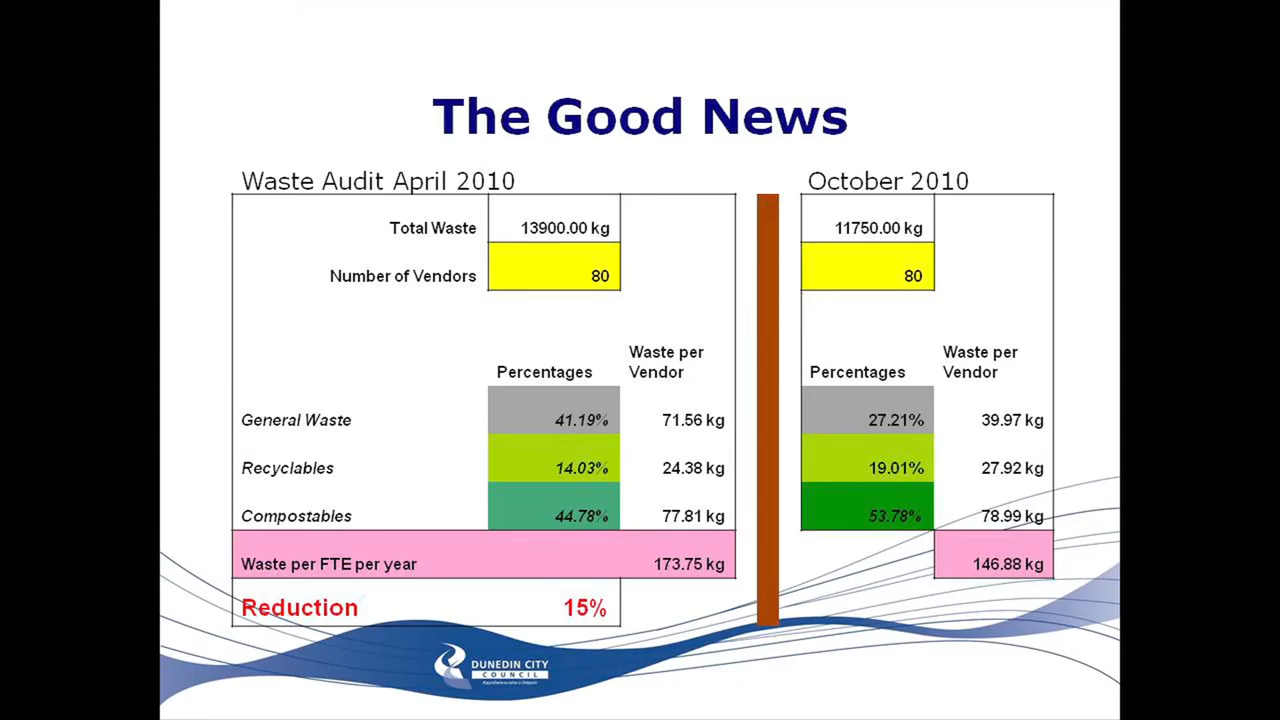 The Good News
Waste Audit April 2010
October 2010
Total Waste 13900.00 kg 11750.00 kg
Number of Vendors 80 80
Percentages Waste per Vendor Percentages Waste per Vendor
General Waste 41.19% 71.56 kg 27.21% 39.97 kg
Recyclables 14.03% 24.38 kg 19.01% 27.92 kg
Compostables 44.78% 77.81 kg 53.78% 78.99 kg
Waste per FTE per year 173.75 kg 146.88 kg
Reduction 15%
DUNEDIN CITY
COUNCIL